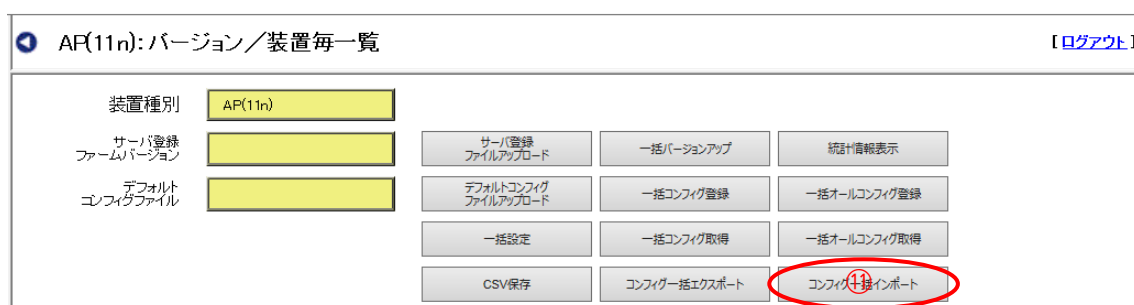 AP(11n):バージョン／装置毎一覧
[ログアウト]
装置種別
AP(11n)
サーバ登録
ファームバージョン
サーバ登録
ファイルアップロード
一括バージョンアップ
統計情報表示
デフォルト
コンフィグファイル
デフォルトコンフィグ
ファイルアップロード
一括コンフィグ登録
一括オールコンフィグ登録
一括設定
一括コンフィグ取得
一括オールコンフィグ取得
CSV保存
コンフィグ一括エクスポート
コンフィグ一括インポート
⑪